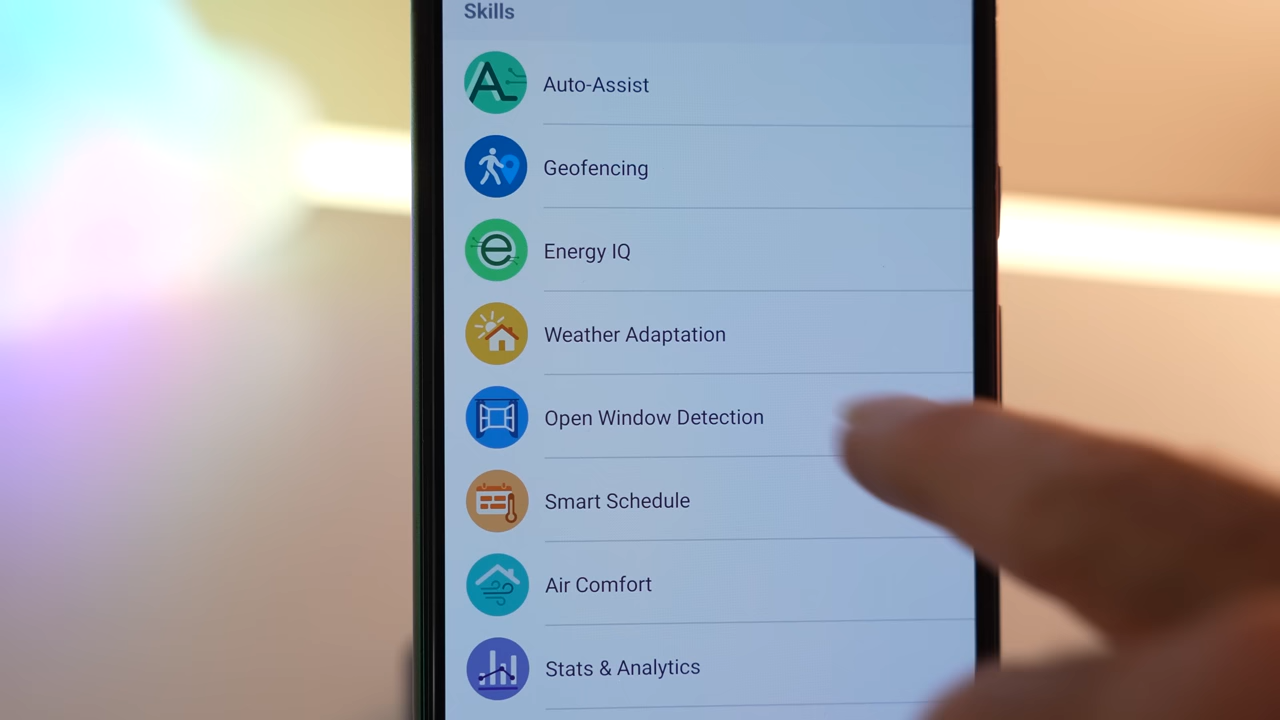 Skills
Auto-Assist
Geofencing
Energy IQ
Weather Adaptation
Open Window Detection
Smart Schedule
Air Comfort
Stats & Analytics